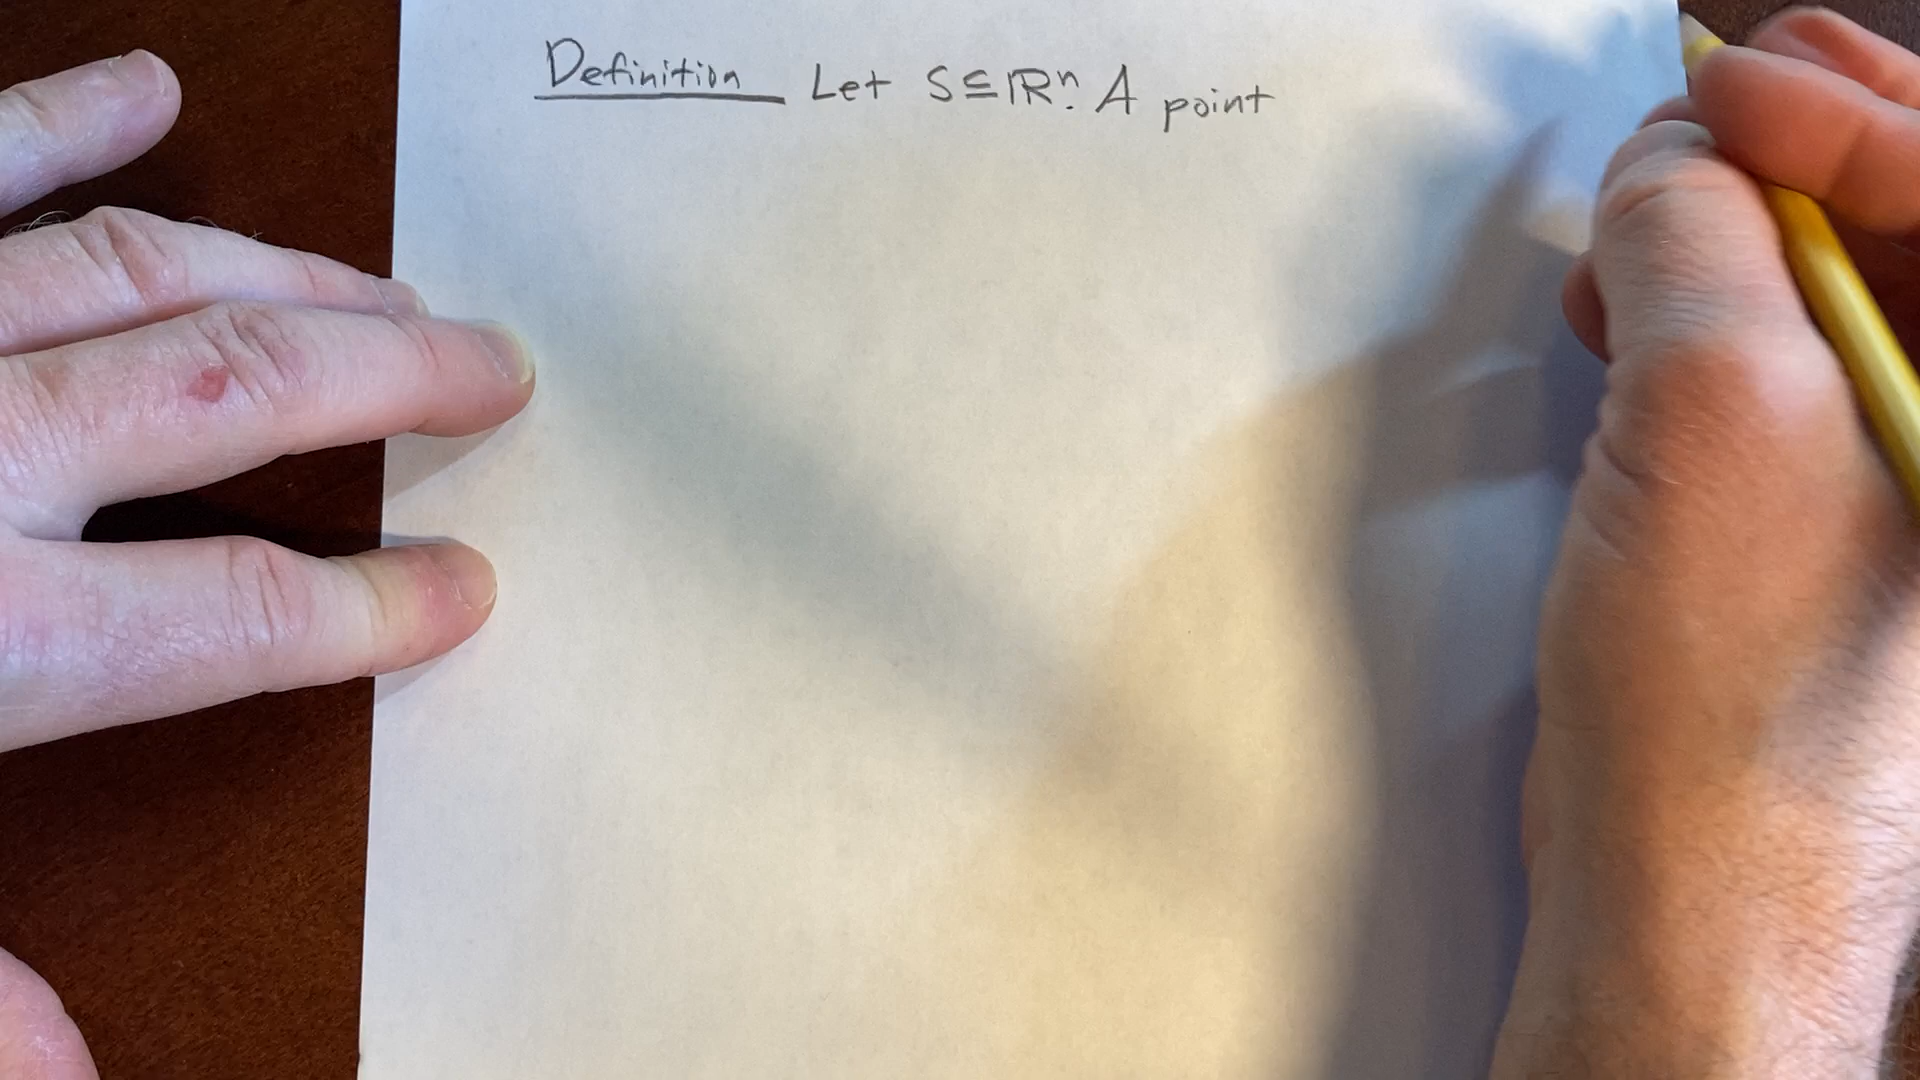 Definition Let S ⊆ ℝⁿ. A point